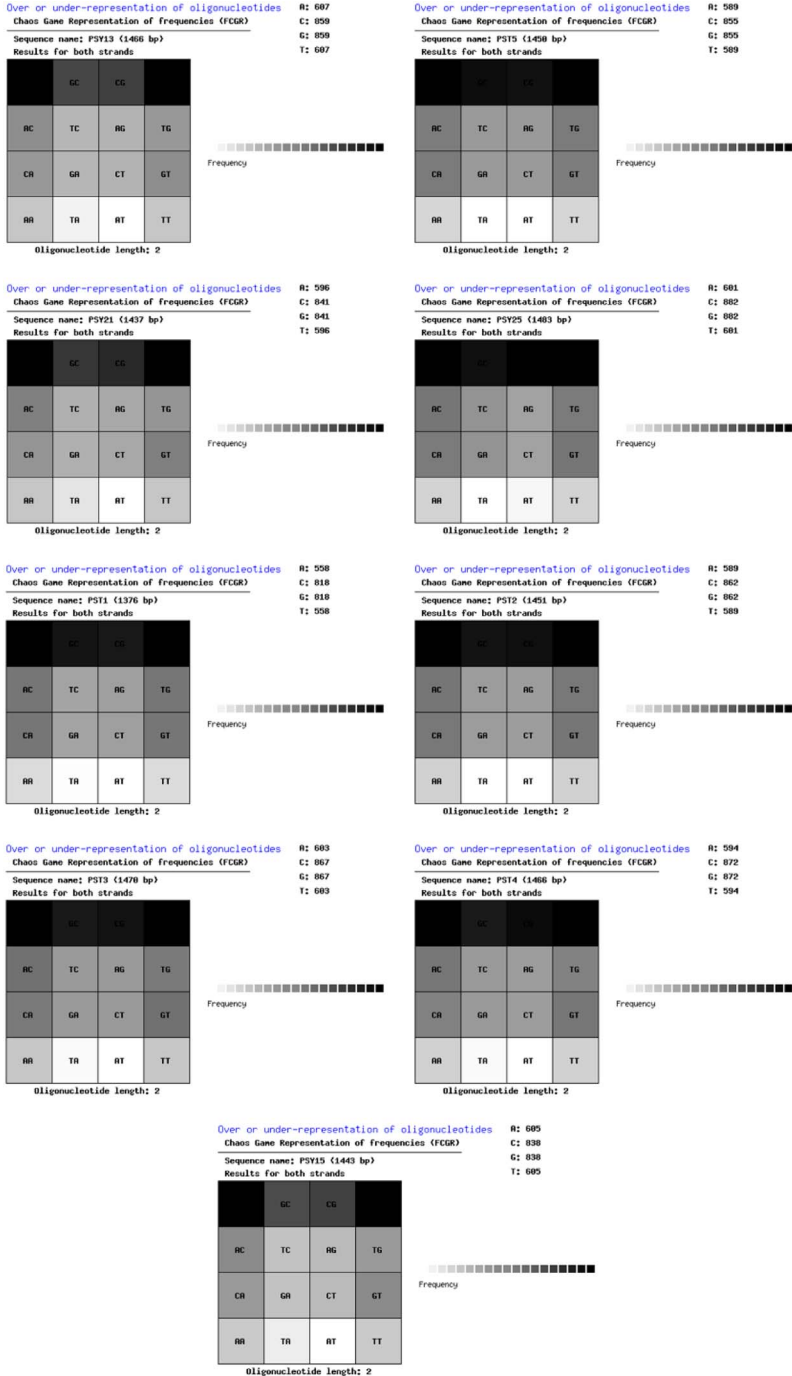 Over or under-representation of oligonucleotides
Chaos Game Representation of frequencies (FCGR)
Sequence name: PSY13 (1466 bp)
Results for both strands
A: 607
C: 859
G: 859
T: 607
GC CG
AC TC AG TG
CA GA CT GT
AA TA AT TT
Frequency
Oligonucleotide length: 2
Over or under-representation of oligonucleotides
Chaos Game Representation of frequencies (FCGR)
Sequence name: PST5 (1450 bp)
Results for both strands
A: 589
C: 855
G: 855
T: 589
GC CG
AC TC AG TG
CA GA CT GT
AA TA AT TT
Frequency
Oligonucleotide length: 2
Over or under-representation of oligonucleotides
Chaos Game Representation of frequencies (FCGR)
Sequence name: PSY21 (1437 bp)
Results for both strands
A: 596
C: 841
G: 841
T: 596
GC CG
AC TC AG TG
CA GA CT GT
AA TA AT TT
Frequency
Oligonucleotide length: 2
Over or under-representation of oligonucleotides
Chaos Game Representation of frequencies (FCGR)
Sequence name: PSY25 (1483 bp)
Results for both strands
A: 601
C: 882
G: 882
T: 601
GC
AC TC AG TG
CA GA CT GT
AA TA AT TT
Frequency
Oligonucleotide length: 2
Over or under-representation of oligonucleotides
Chaos Game Representation of frequencies (FCGR)
Sequence name: PST1 (1376 bp)
Results for both strands
A: 558
C: 818
G: 818
T: 558
GC CG
AC TC AG TG
CA GA CT GT
AA TA AT TT
Frequency
Oligonucleotide length: 2
Over or under-representation of oligonucleotides
Chaos Game Representation of frequencies (FCGR)
Sequence name: PST2 (1451 bp)
Results for both strands
A: 589
C: 862
G: 862
T: 589
GC CG
AC TC AG TG
CA GA CT GT
AA TA AT TT
Frequency
Oligonucleotide length: 2
Over or under-representation of oligonucleotides
Chaos Game Representation of frequencies (FCGR)
Sequence name: PST3 (1470 bp)
Results for both strands
A: 603
C: 867
G: 867
T: 603
GC CG
AC TC AG TG
CA GA CT GT
AA TA AT TT
Frequency
Oligonucleotide length: 2
Over or under-representation of oligonucleotides
Chaos Game Representation of frequencies (FCGR)
Sequence name: PST4 (1466 bp)
Results for both strands
A: 594
C: 872
G: 872
T: 594
GC CG
AC TC AG TG
CA GA CT GT
AA TA AT TT
Frequency
Oligonucleotide length: 2
Over or under-representation of oligonucleotides
Chaos Game Representation of frequencies (FCGR)
Sequence name: PSY15 (1443 bp)
Results for both strands
A: 605
C: 838
G: 838
T: 605
GC CG
AC TC AG TG
CA GA CT GT
AA TA AT TT
Frequency
Oligonucleotide length: 2